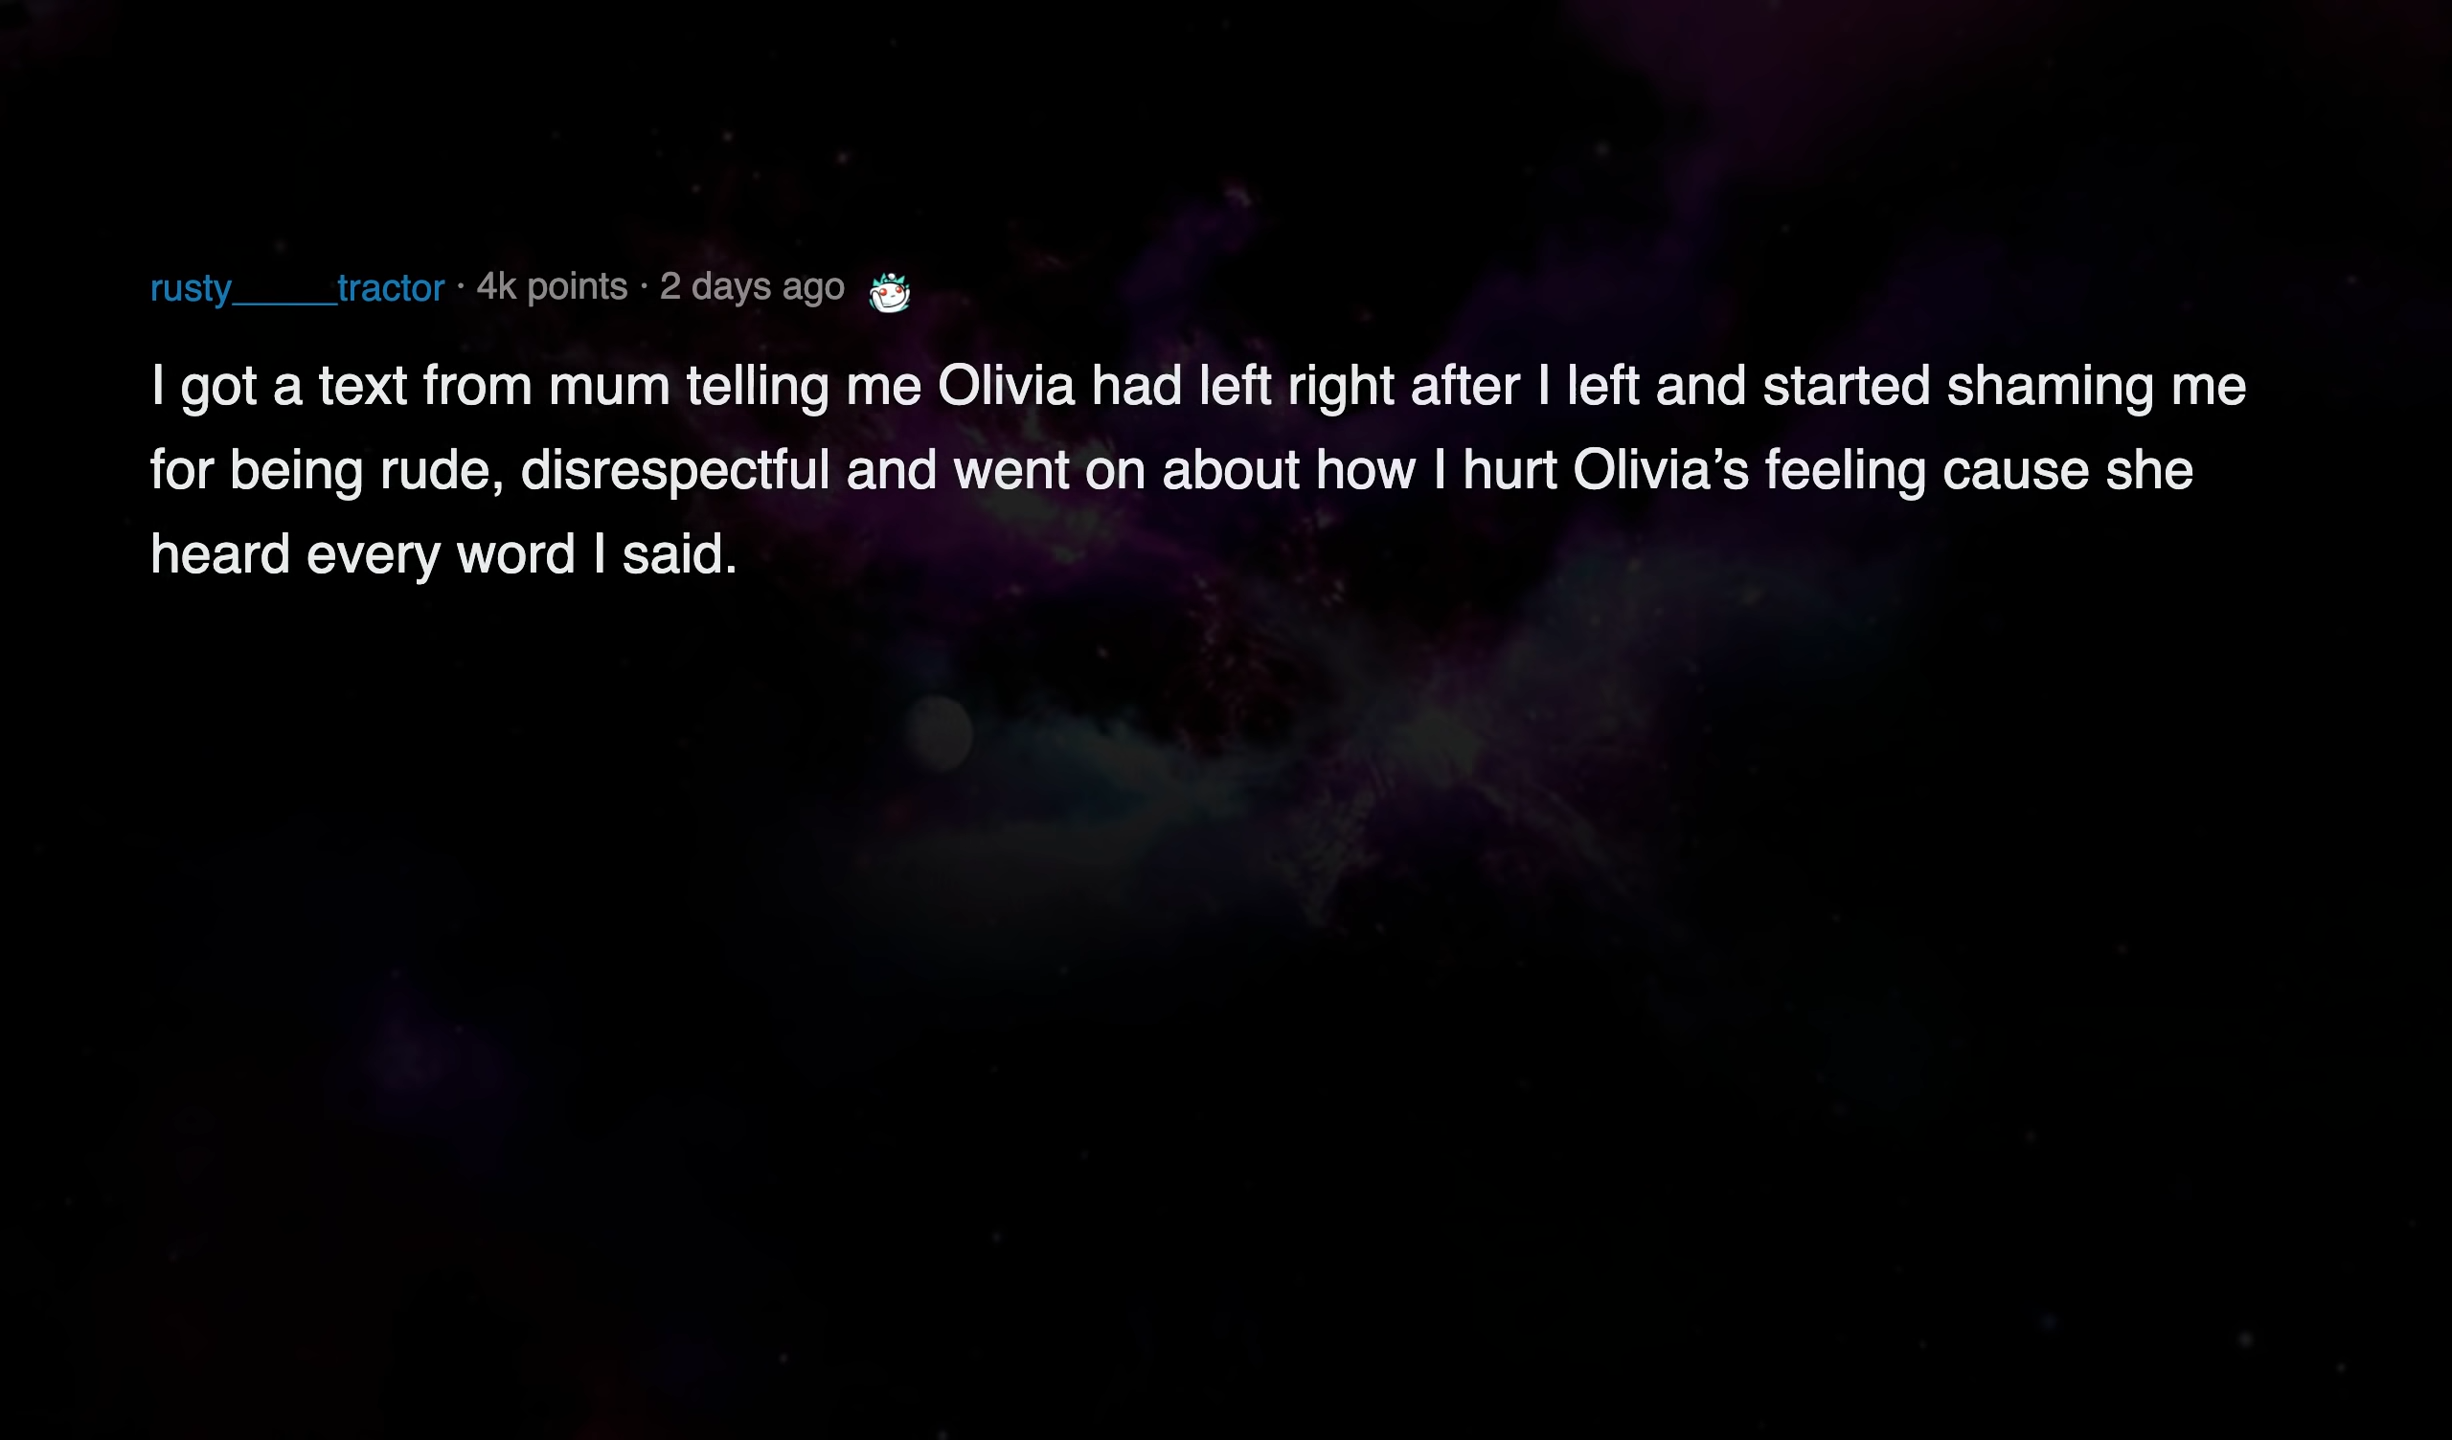 rusty_____tractor · 4k points · 2 days ago
I got a text from mum telling me Olivia had left right after I left and started shaming me
for being rude, disrespectful and went on about how I hurt Olivia’s feeling cause she
heard every word I said.